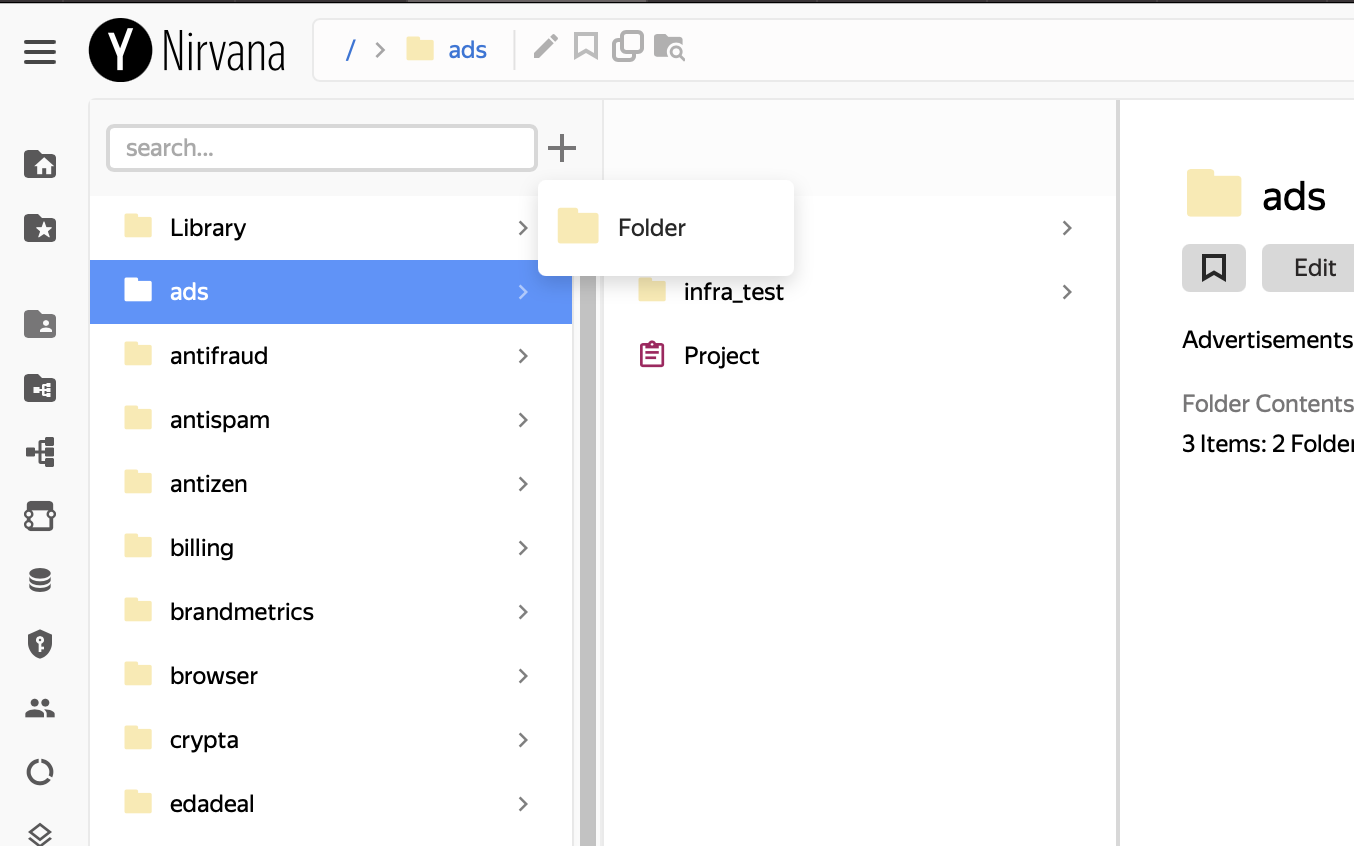 Y Nirvana
/ > ads
search...
Library
ads
antifraud
antispam
antizen
billing
brandmetrics
browser
crypta
edadeal
Folder
infra_test
Project
ads
Edit
Advertisements
Folder Contents
3 Items: 2 Folder